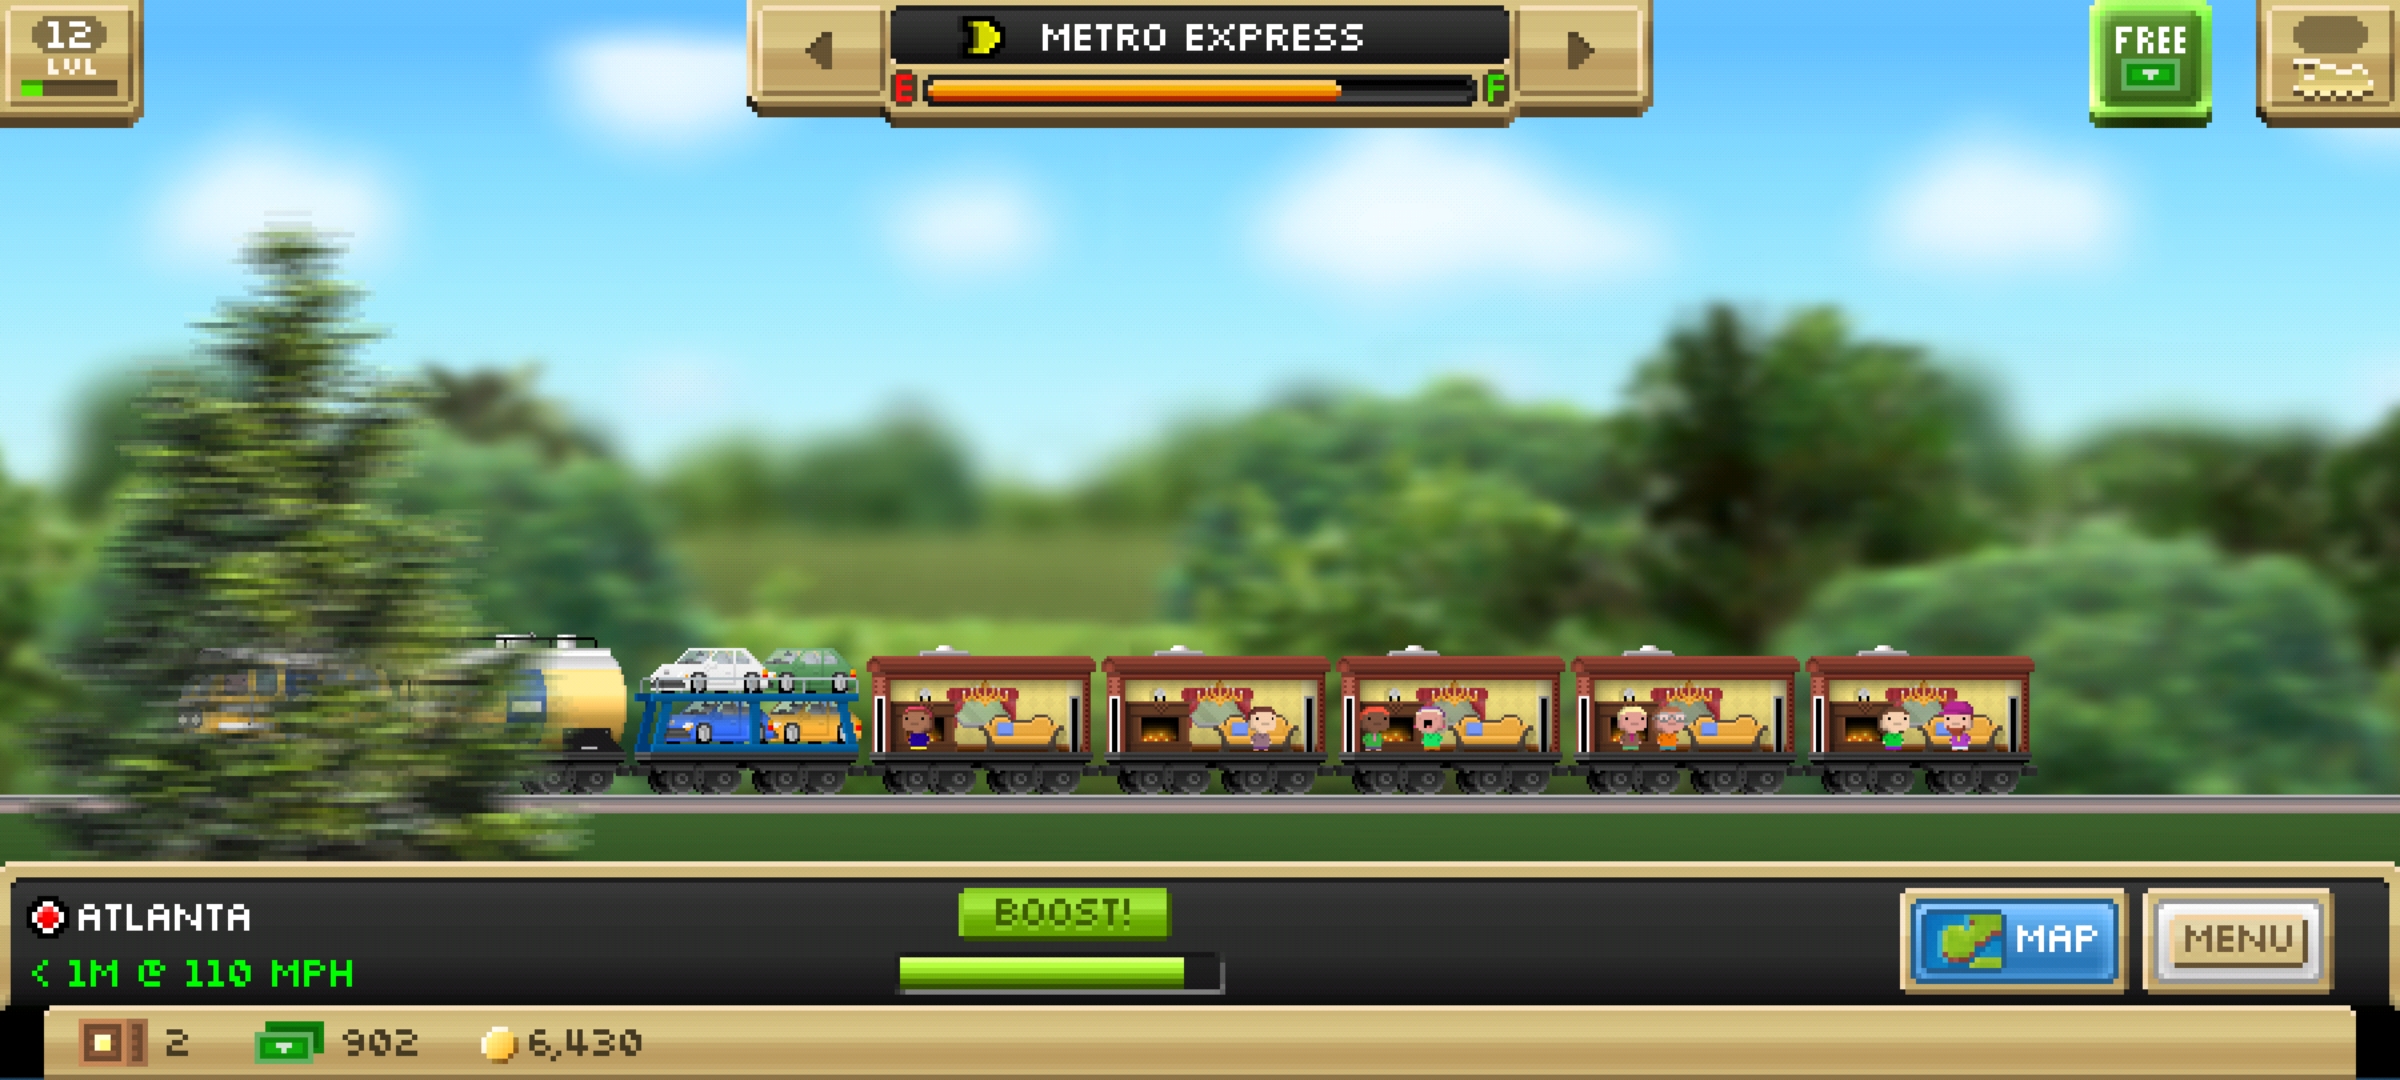 12
LVL
METRO EXPRESS
E F
FREE
ATLANTA
< 1M @ 110 MPH
BOOST!
MAP
MENU
2 902 6,430